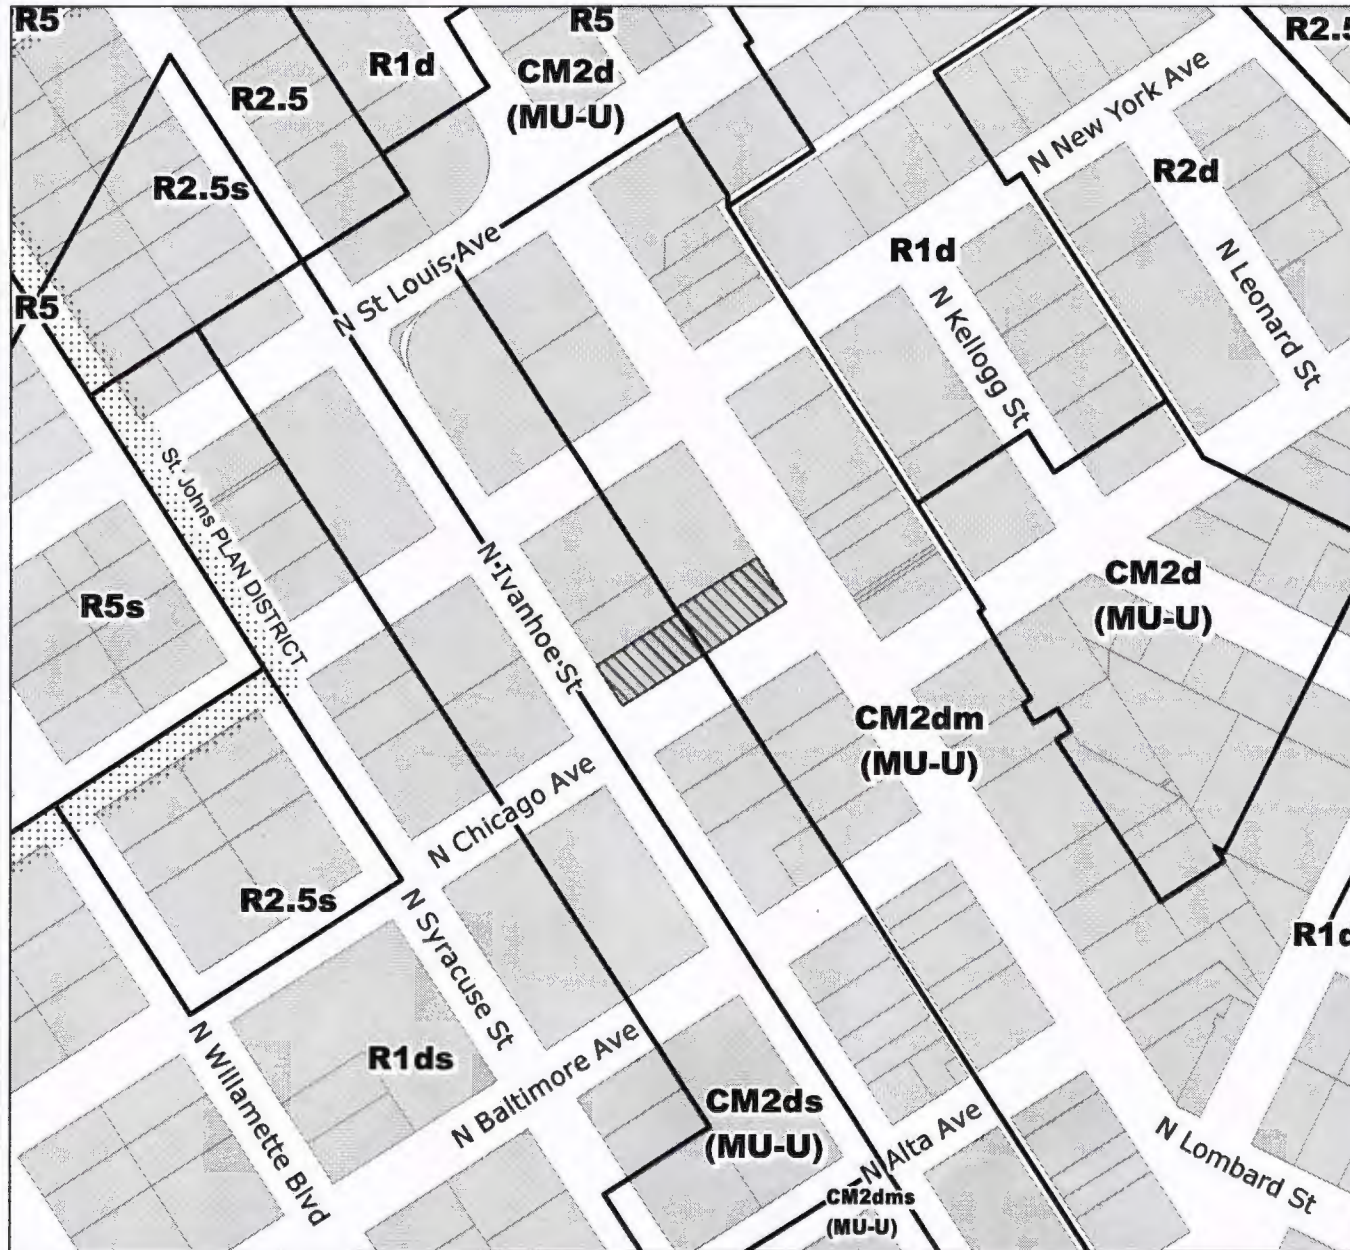 R5
R5
R2.5
R1d
CM2d
(MU-U)
R2.5
N New York Ave
R2d
R2.5s
R1d
N St Louis Ave
N Leonard St
R5
N Kellogg St
St. Johns PLAN DISTRICT
N Ivanhoe St
CM2d
(MU-U)
R5s
CM2dm
(MU-U)
N Chicago Ave
R2.5s
N Syracuse St
R1d
N Willamette Blvd
R1ds
N Baltimore Ave
CM2ds
(MU-U)
N Alta Ave
N Lombard St
CM2dms
(MU-U)